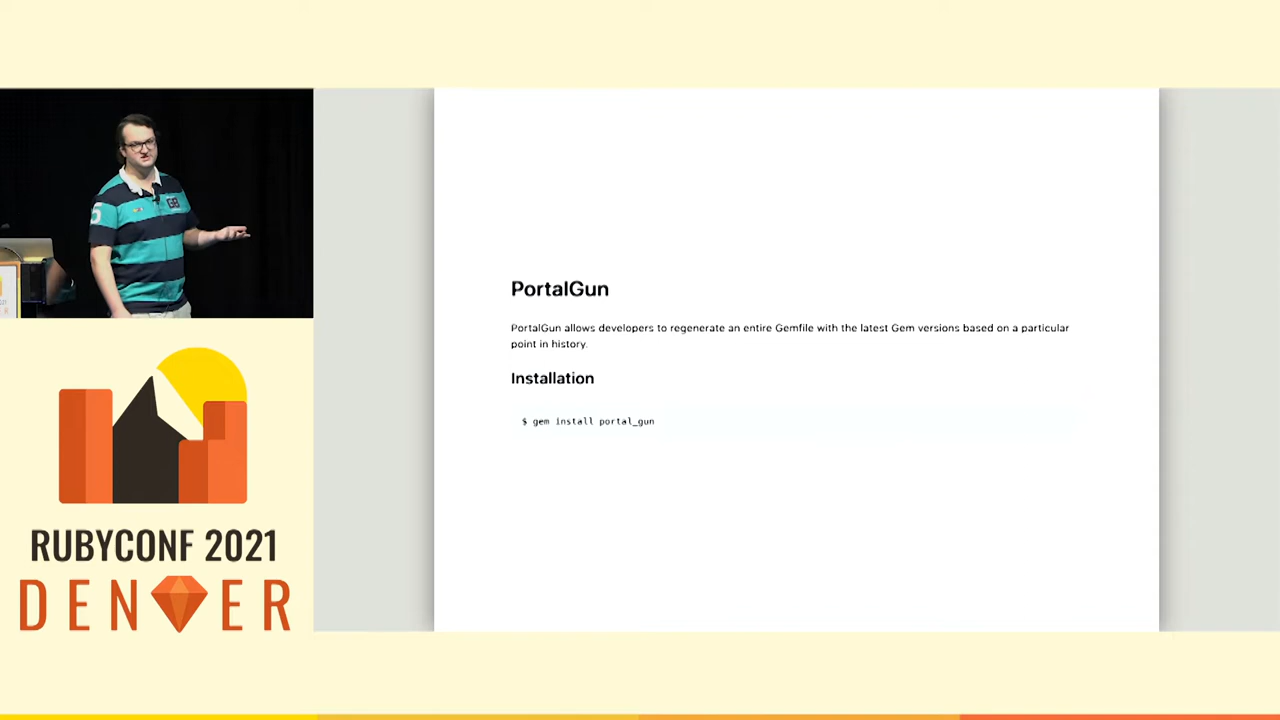 PortalGun
PortalGun allows developers to regenerate an entire Gemfile with the latest Gem versions based on a particular
point in history.
Installation
$ gem install portal_gun
RUBYCONF 2021
DENVER